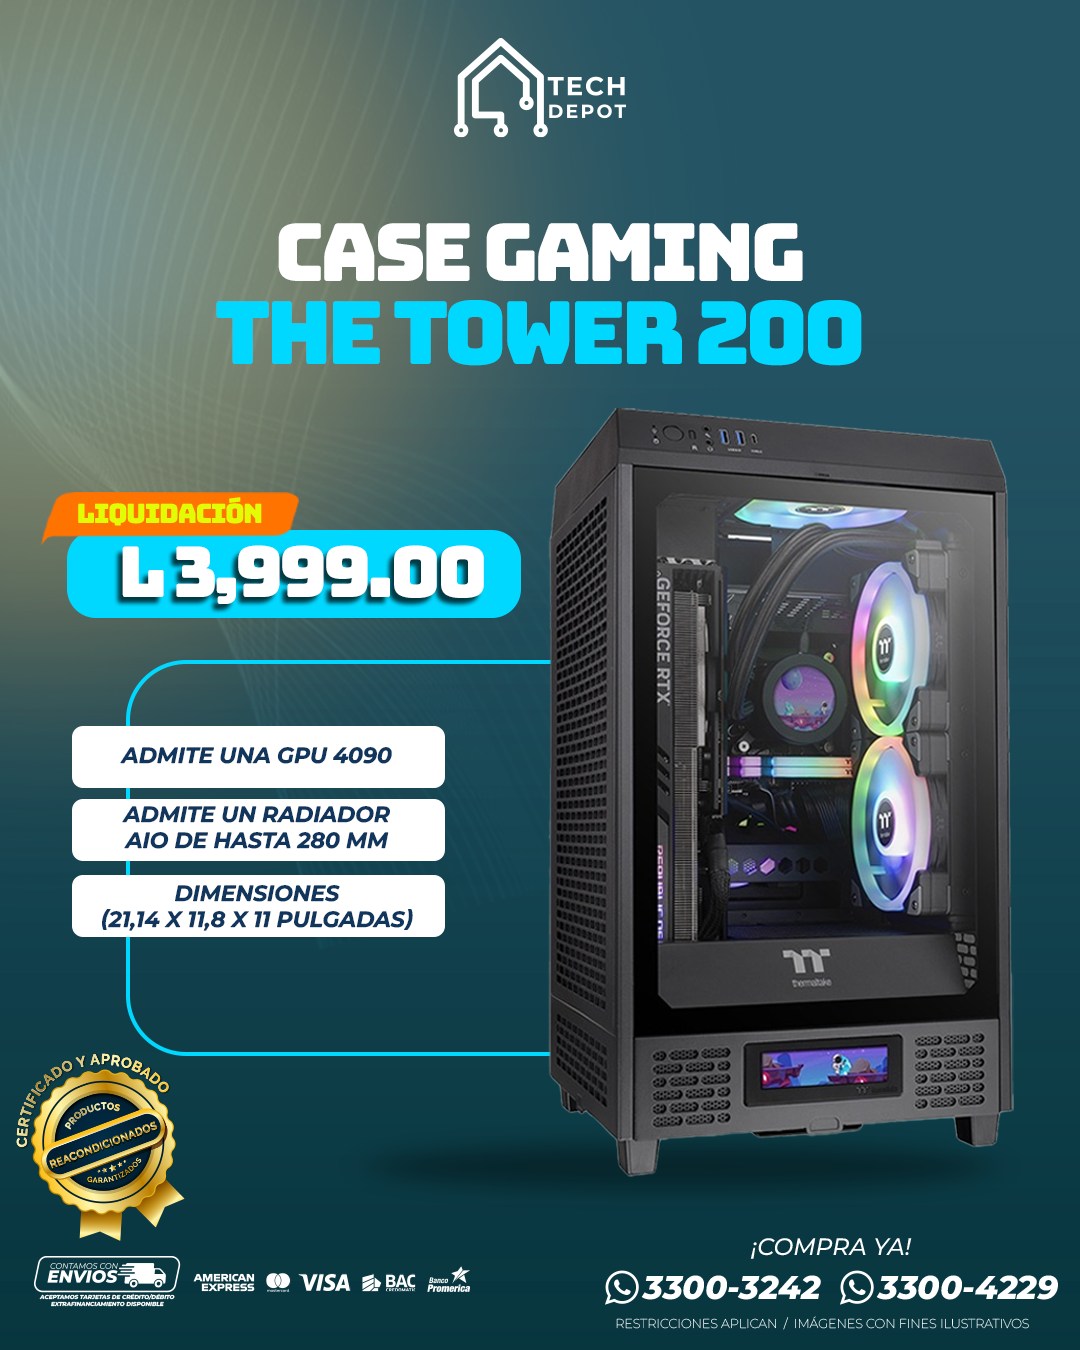 TECH
DEPOT
CASE GAMING
THE TOWER 200
LIQUIDACIÓN
L 3,999.00
ADMITE UNA GPU 4090
ADMITE UN RADIADOR
AIO DE HASTA 280 MM
DIMENSIONES
(21,14 X 11,8 X 11 PULGADAS)
GEFORCE RTX
thermaltake
CERTIFICADO Y APROBADO
PRODUCTOS
REACONDICIONADOS
GARANTIZADOS
CONTAMOS CON
ENVIOS
ACEPTAMOS TARJETAS DE CRÉDITO/DÉBITO
EXTRAFINANCIAMIENTO DISPONIBLE
AMERICAN
EXPRESS
mastercard
VISA
BAC
CREDOMATIC
Banco
Promerica
¡COMPRA YA!
3300-3242
3300-4229
RESTRICCIONES APLICAN / IMÁGENES CON FINES ILUSTRATIVOS